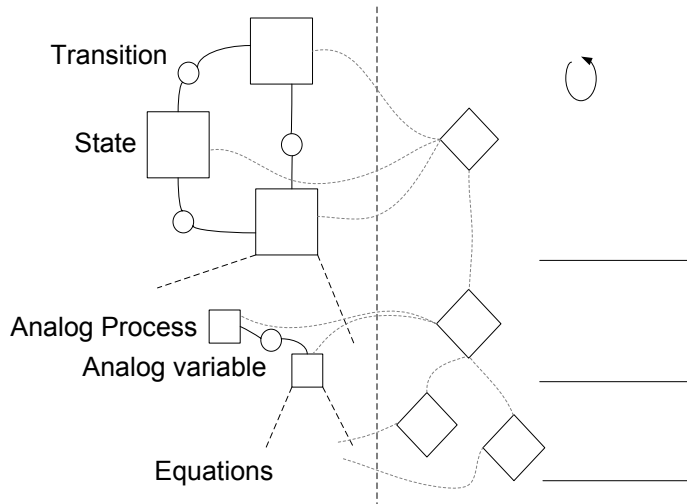 Transition
State
Analog Process
Analog variable
Equations